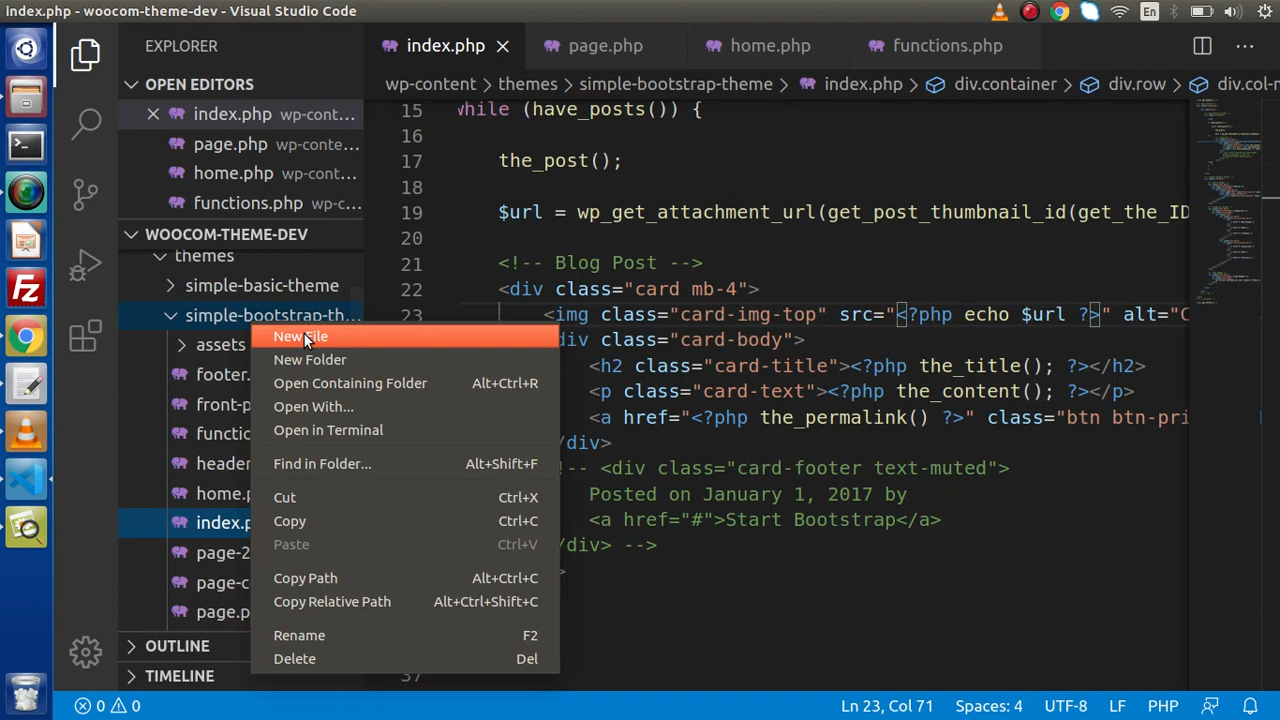 index.php - woocom-theme-dev - Visual Studio Code
En
EXPLORER
index.php
page.php
home.php
functions.php
OPEN EDITORS
wp-content > themes > simple-bootstrap-theme > index.php > div.container > div.row > div.col-m
index.php wp-cont...
page.php wp-conte...
home.php wp-conte...
functions.php wp-c...
WOOCOM-THEME-DEV
themes
simple-basic-theme
simple-bootstrap-th...
assets
footer.
front-p
functio
header
home.p
index.p
page-2
page-c
page.p
OUTLINE
TIMELINE
15 while (have_posts()) {
16
17 the_post();
18
19 $url = wp_get_attachment_url(get_post_thumbnail_id(get_the_ID
20
21 <!-- Blog Post -->
22 <div class="card mb-4">
23 <img class="card-img-top" src="<?php echo $url ?>" alt="C
div class="card-body">
<h2 class="card-title"><?php the_title(); ?></h2>
<p class="card-text"><?php the_content(); ?></p>
<a href="<?php the_permalink() ?>" class="btn btn-pri
/div>
!-- <div class="card-footer text-muted">
Posted on January 1, 2017 by
<a href="#">Start Bootstrap</a>
/div> -->
>
37
New File
New Folder
Open Containing Folder Alt+Ctrl+R
Open With...
Open in Terminal
Find in Folder... Alt+Shift+F
Cut Ctrl+X
Copy Ctrl+C
Paste Ctrl+V
Copy Path Alt+Ctrl+C
Copy Relative Path Alt+Ctrl+Shift+C
Rename F2
Delete Del
0 0
Ln 23, Col 71
Spaces: 4
UTF-8
LF
PHP